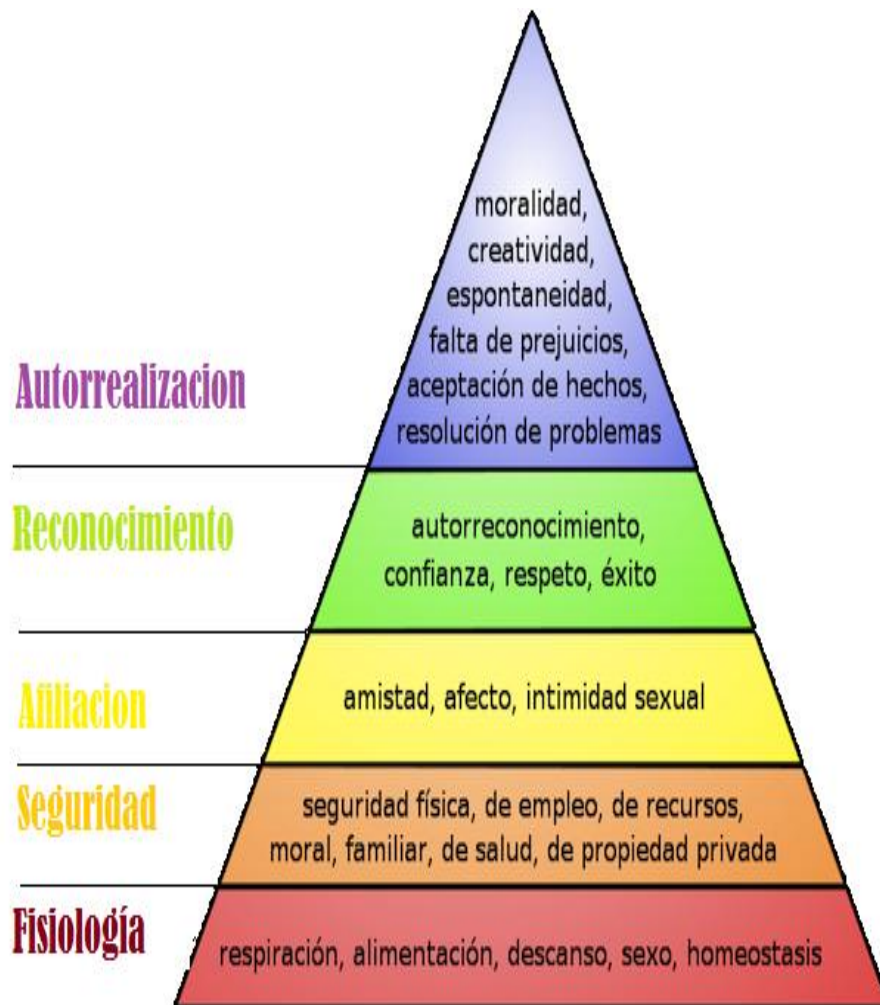 moralidad,
creatividad,
espontaneidad,
falta de prejuicios,
aceptación de hechos,
resolución de problemas
Autorrealizacion
Reconocimiento
autorreconocimiento,
confianza, respeto, éxito
Afiliacion
amistad, afecto, intimidad sexual
Seguridad
seguridad física, de empleo, de recursos,
moral, familiar, de salud, de propiedad privada
Fisiología
respiración, alimentación, descanso, sexo, homeostasis